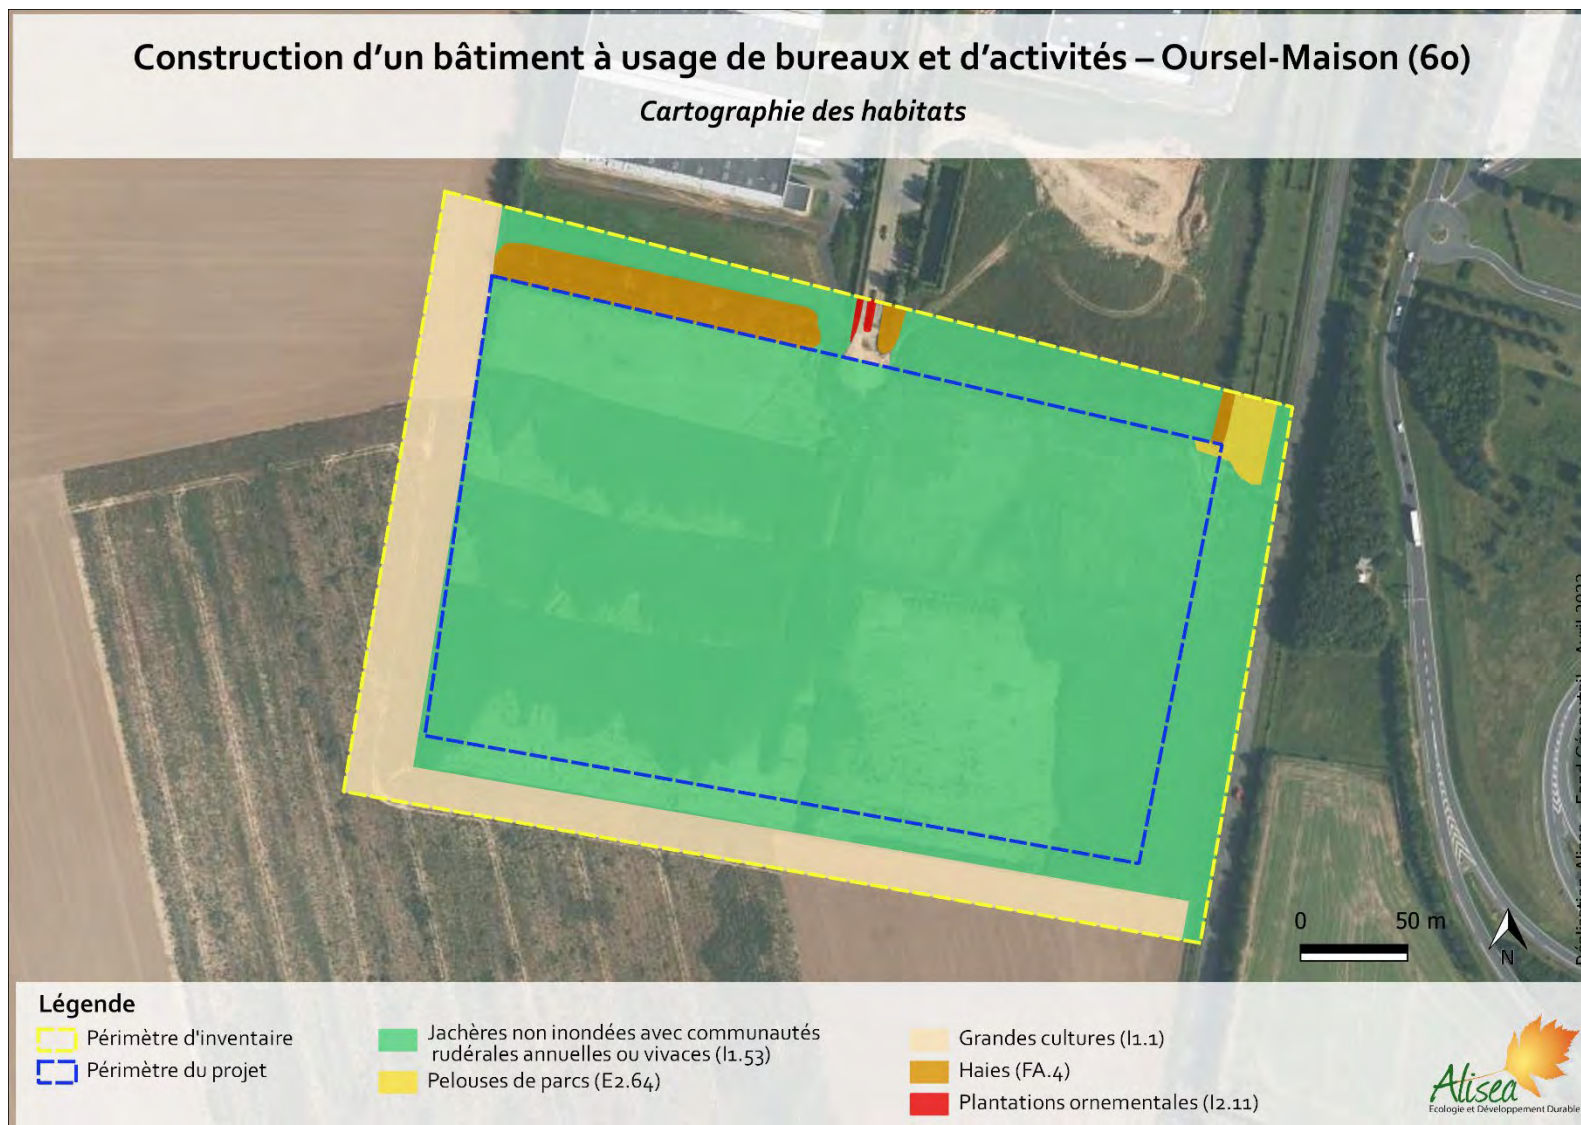 Construction d'un bâtiment à usage de bureaux et d'activités – Oursel-Maison (60)
Cartographie des habitats
0 50 m
N
Légende
Périmètre d'inventaire
Périmètre du projet
Jachères non inondées avec communautés
rudérales annuelles ou vivaces (I1.53)
Pelouses de parcs (E2.64)
Grandes cultures (I1.1)
Haies (FA.4)
Plantations ornementales (I2.11)
Alisea
Ecologie et Développement Durable